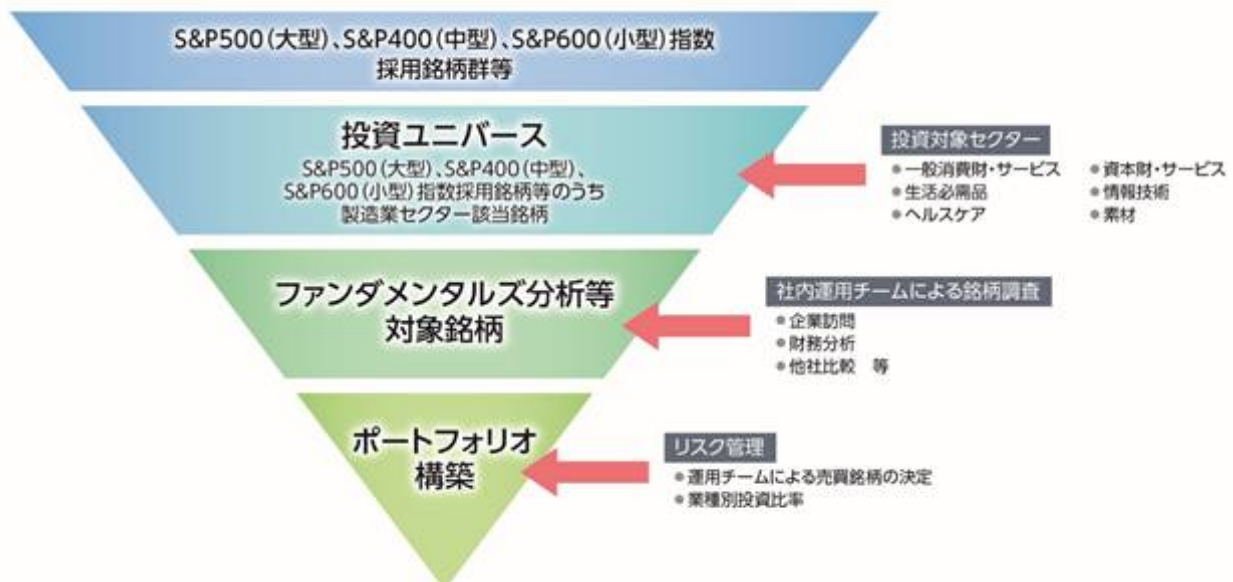 S&P500(大型)、S&P400(中型)、S&P600(小型)指数
採用銘柄群等
投資ユニバース
S&P500(大型)、S&P400(中型)、
S&P600(小型)指数採用銘柄等のうち
製造業セクター該当銘柄
投資対象セクター
●一般消費財・サービス ●資本財・サービス
●生活必需品 ●情報技術
●ヘルスケア ●素材
ファンダメンタルズ分析等
対象銘柄
社内運用チームによる銘柄調査
●企業訪問
●財務分析
●他社比較 等
ポートフォリオ
構築
リスク管理
●運用チームによる売買銘柄の決定
●業種別投資比率